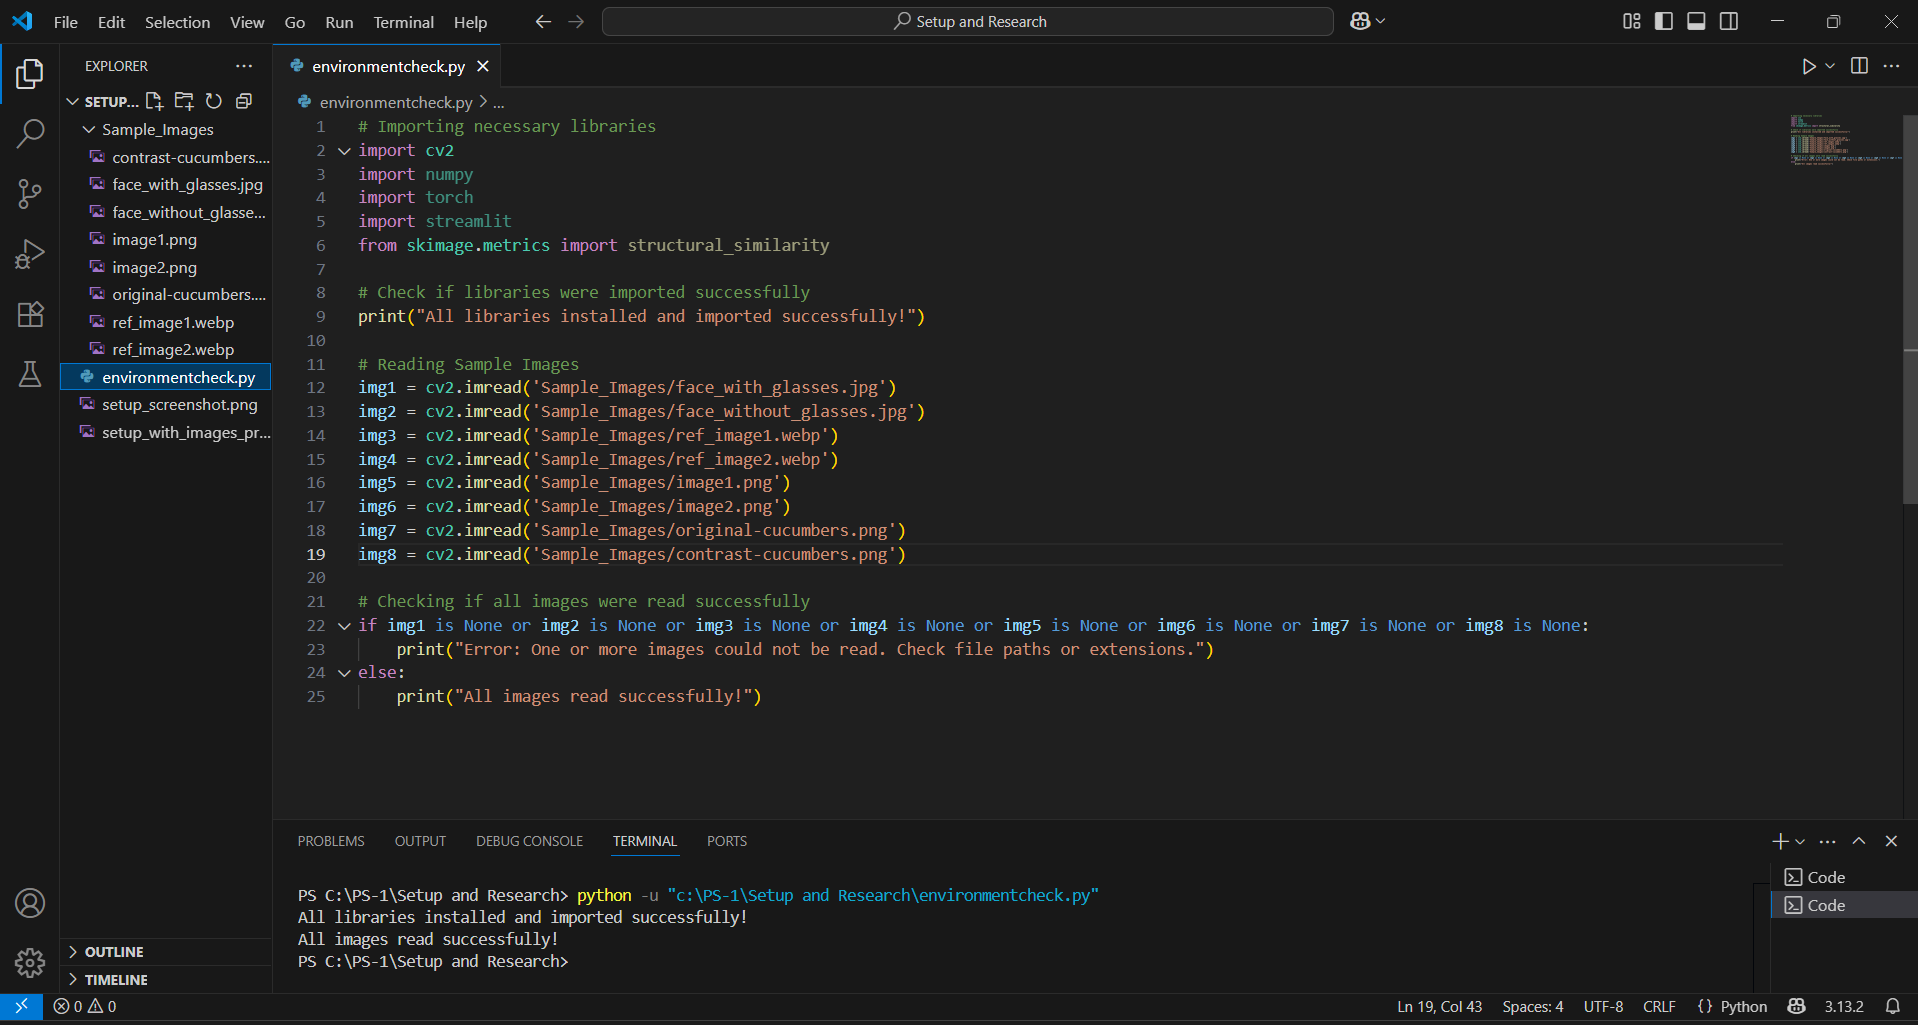 File Edit Selection View Go Run Terminal Help
Setup and Research
EXPLORER
SETUP...
Sample_Images
contrast-cucumbers....
face_with_glasses.jpg
face_without_glasse...
image1.png
image2.png
original-cucumbers....
ref_image1.webp
ref_image2.webp
environmentcheck.py
setup_screenshot.png
setup_with_images_pr...
OUTLINE
TIMELINE
environmentcheck.py
environmentcheck.py > ...
1 # Importing necessary libraries
2 import cv2
3 import numpy
4 import torch
5 import streamlit
6 from skimage.metrics import structural_similarity
7
8 # Check if libraries were imported successfully
9 print("All libraries installed and imported successfully!")
10
11 # Reading Sample Images
12 img1 = cv2.imread('Sample_Images/face_with_glasses.jpg')
13 img2 = cv2.imread('Sample_Images/face_without_glasses.jpg')
14 img3 = cv2.imread('Sample_Images/ref_image1.webp')
15 img4 = cv2.imread('Sample_Images/ref_image2.webp')
16 img5 = cv2.imread('Sample_Images/image1.png')
17 img6 = cv2.imread('Sample_Images/image2.png')
18 img7 = cv2.imread('Sample_Images/original-cucumbers.png')
19 img8 = cv2.imread('Sample_Images/contrast-cucumbers.png')
20
21 # Checking if all images were read successfully
22 if img1 is None or img2 is None or img3 is None or img4 is None or img5 is None or img6 is None or img7 is None or img8 is None:
23     print("Error: One or more images could not be read. Check file paths or extensions.")
24 else:
25     print("All images read successfully!")
PROBLEMS OUTPUT DEBUG CONSOLE TERMINAL PORTS
PS C:\PS-1\Setup and Research> python -u "c:\PS-1\Setup and Research\environmentcheck.py"
All libraries installed and imported successfully!
All images read successfully!
PS C:\PS-1\Setup and Research>
Code
Code
0 0
Ln 19, Col 43 Spaces: 4 UTF-8 CRLF {} Python 3.13.2